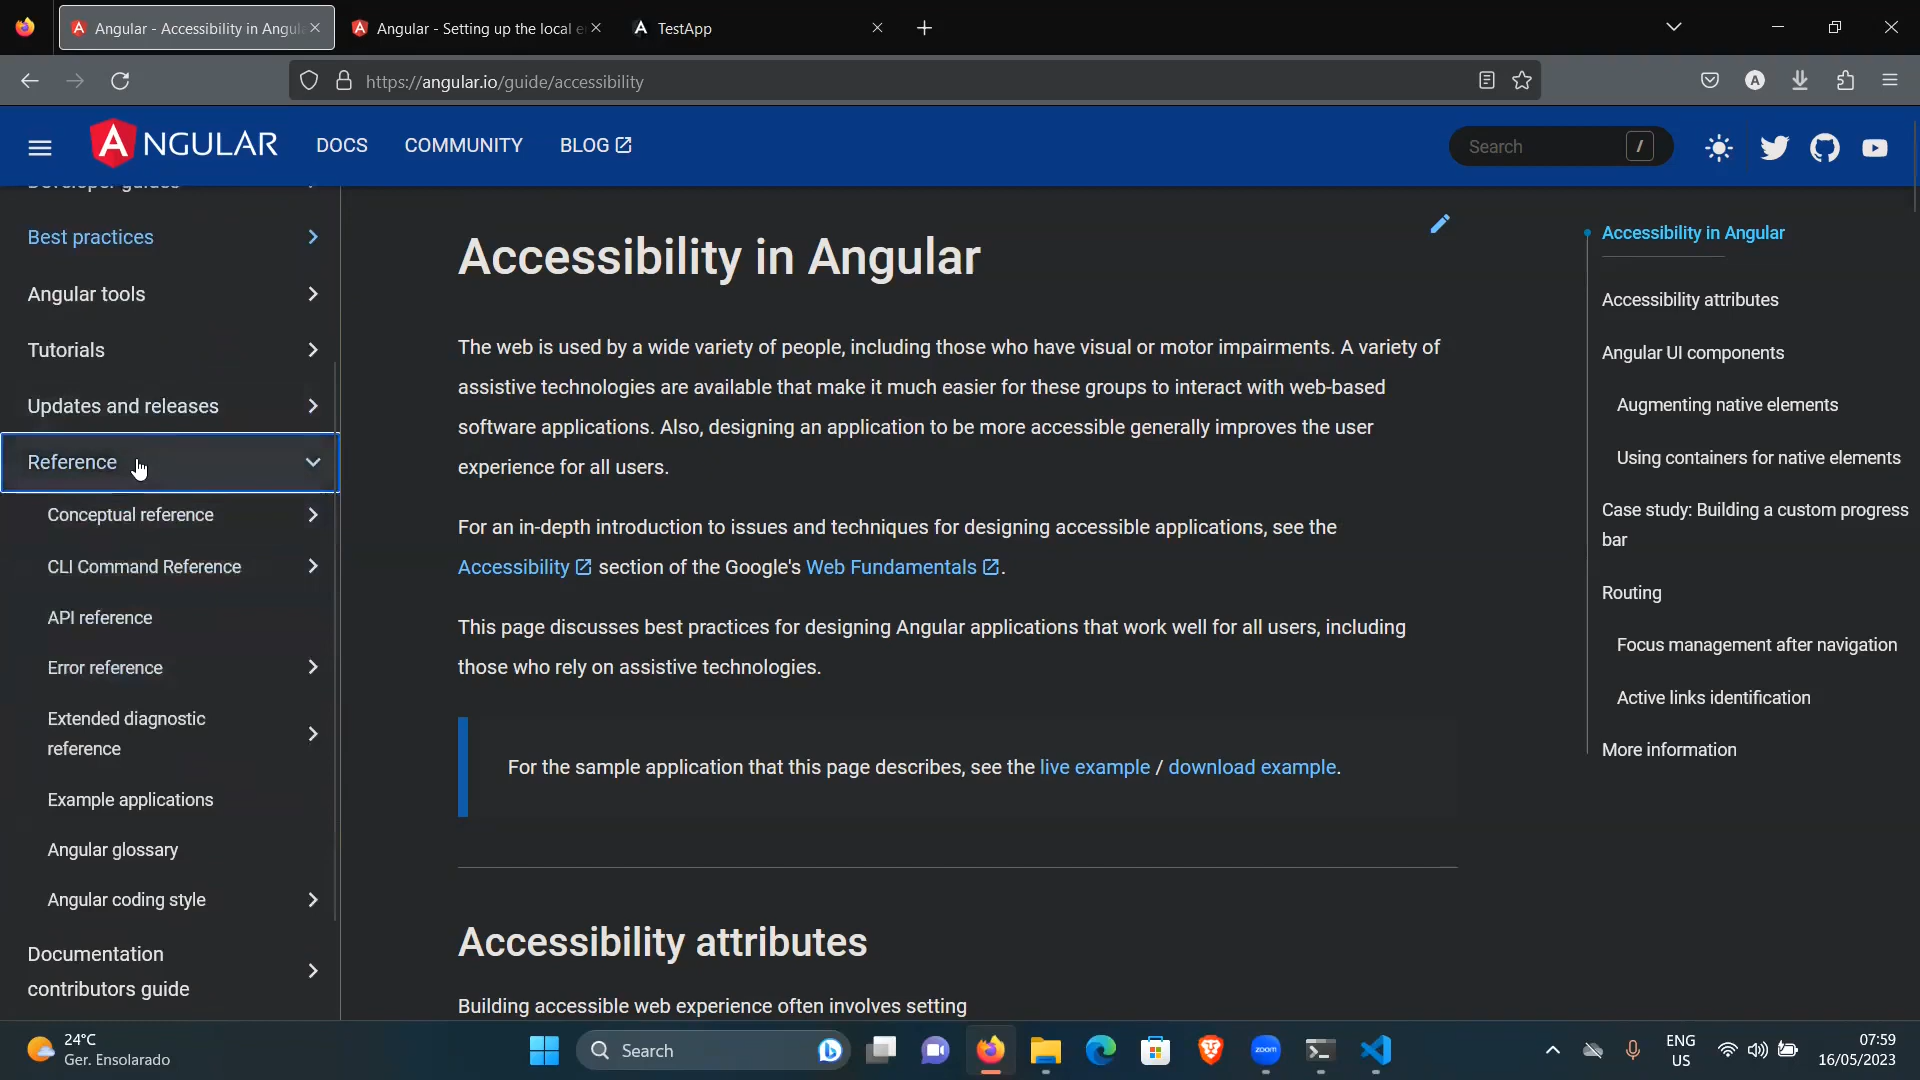 Angular - Accessibility in Angula
Angular - Setting up the local e
TestApp
https://angular.io/guide/accessibility
ANGULAR
DOCS
COMMUNITY
BLOG
Search
/
Developer guides
Best practices
Angular tools
Tutorials
Updates and releases
Reference
Conceptual reference
CLI Command Reference
API reference
Error reference
Extended diagnostic
reference
Example applications
Angular glossary
Angular coding style
Documentation
contributors guide
Accessibility in Angular
The web is used by a wide variety of people, including those who have visual or motor impairments. A variety of
assistive technologies are available that make it much easier for these groups to interact with web-based
software applications. Also, designing an application to be more accessible generally improves the user
experience for all users.
For an in-depth introduction to issues and techniques for designing accessible applications, see the
Accessibility section of the Google's Web Fundamentals.
This page discusses best practices for designing Angular applications that work well for all users, including
those who rely on assistive technologies.
For the sample application that this page describes, see the live example / download example.
Accessibility attributes
Building accessible web experience often involves setting
Accessibility in Angular
Accessibility attributes
Angular UI components
Augmenting native elements
Using containers for native elements
Case study: Building a custom progress
bar
Routing
Focus management after navigation
Active links identification
More information
24°C
Ger. Ensolarado
Search
zoom
ENG
US
07:59
16/05/2023